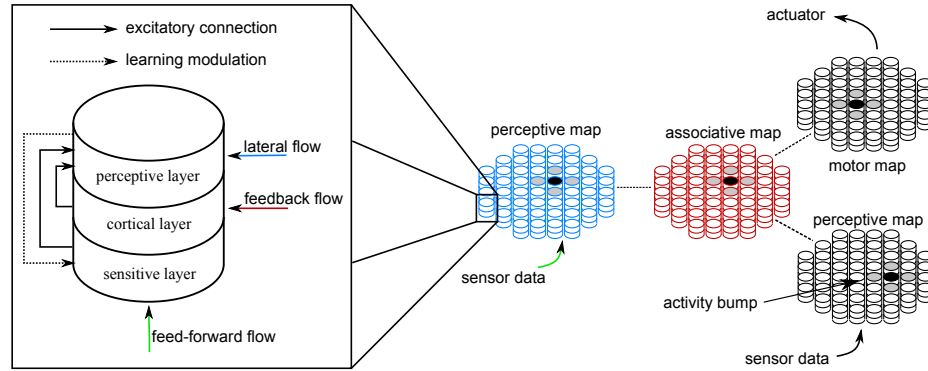 excitatory connection
learning modulation
lateral flow
perceptive layer
feedback flow
cortical layer
sensitive layer
feed-forward flow
perceptive map
sensor data
associative map
actuator
motor map
perceptive map
activity bump
sensor data